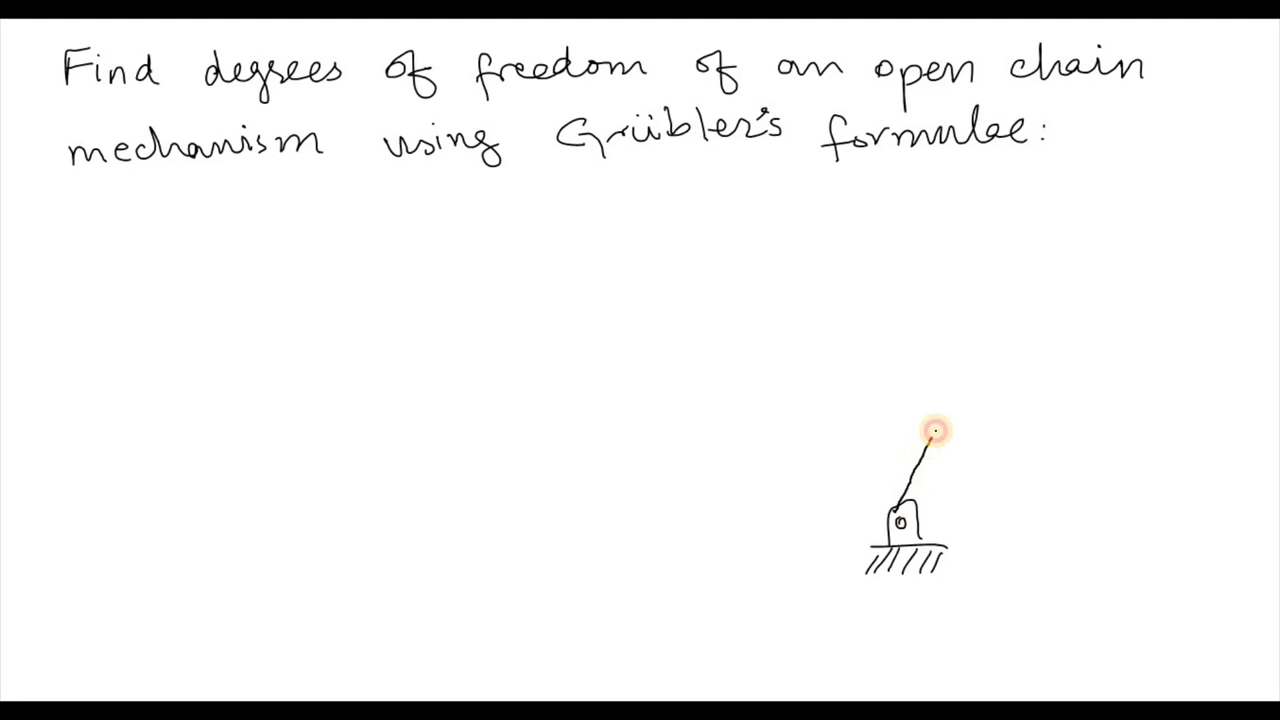 Find degrees of freedom of an open chain
mechanism using Grübler's formulae: